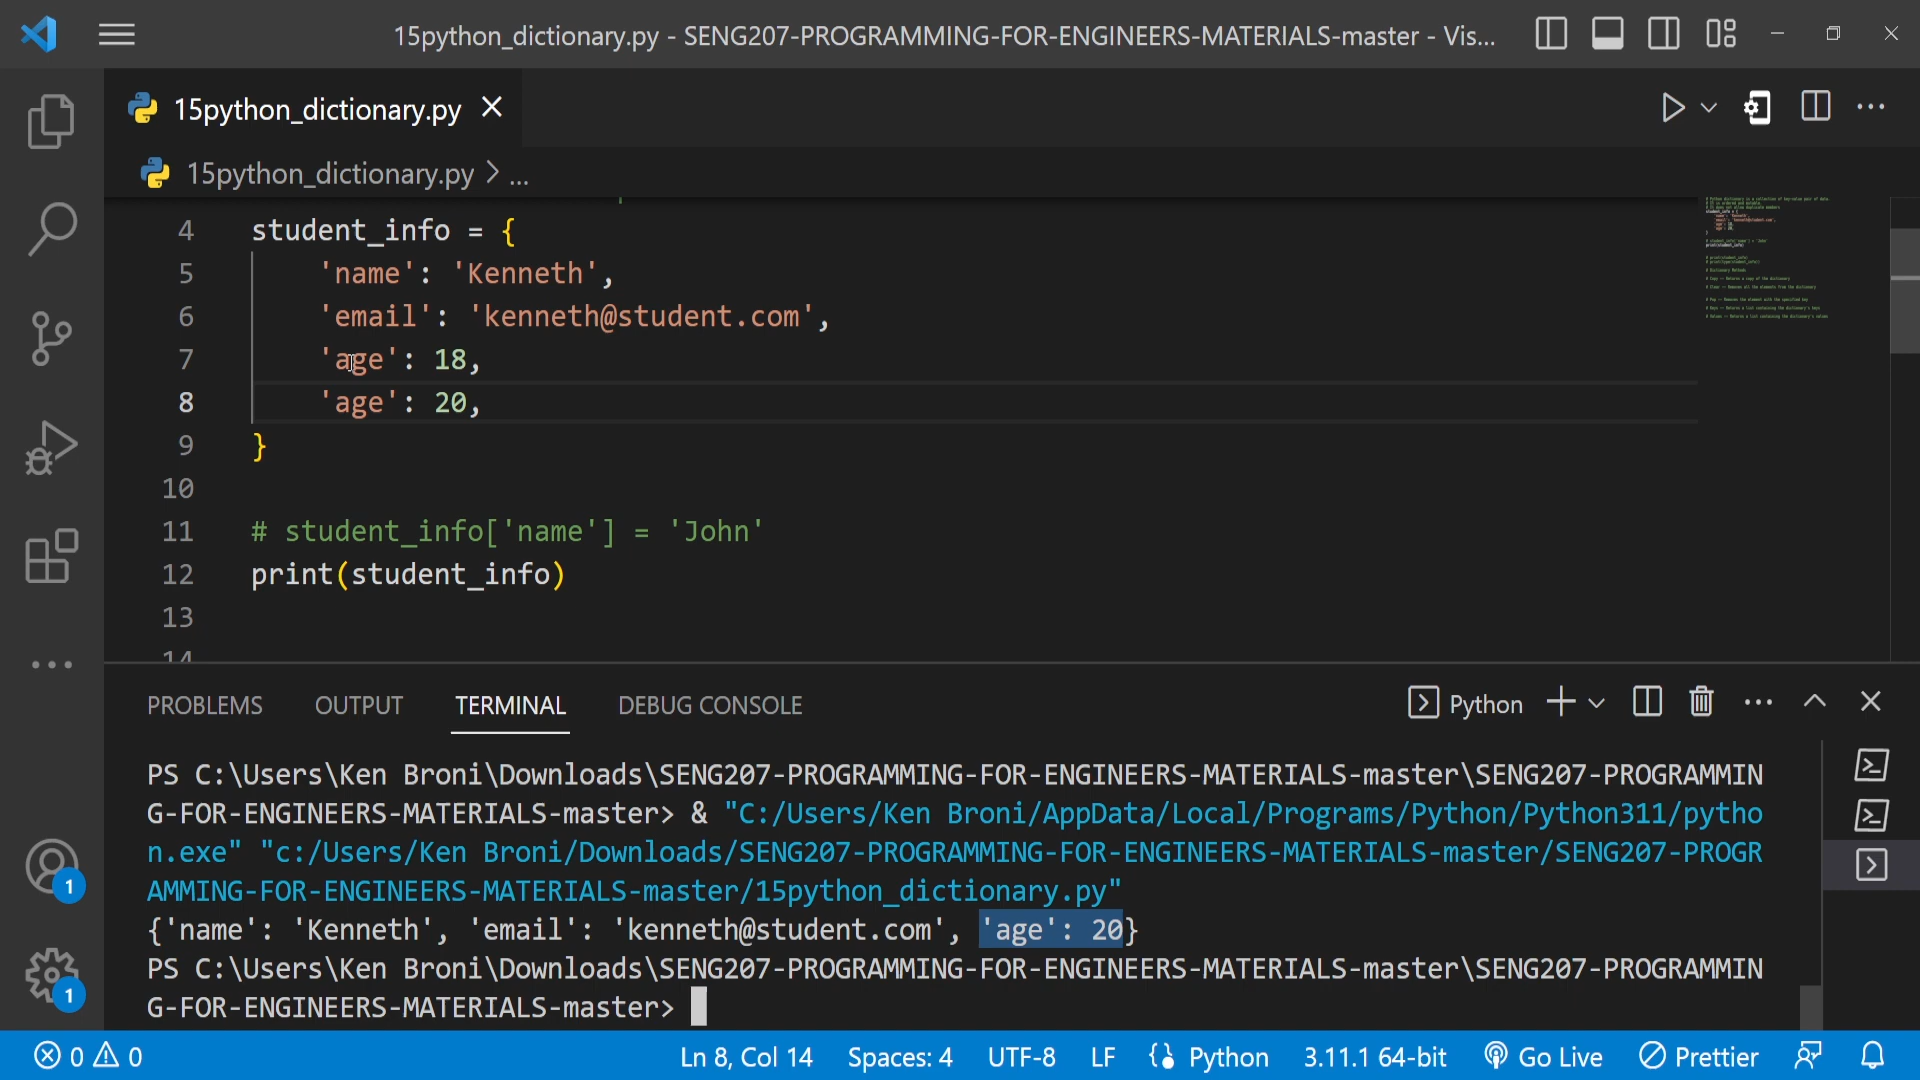 15python_dictionary.py - SENG207-PROGRAMMING-FOR-ENGINEERS-MATERIALS-master - Vis...
15python_dictionary.py
15python_dictionary.py > ...
4 student_info = {
5 'name': 'Kenneth',
6 'email': 'kenneth@student.com',
7 'age': 18,
8 'age': 20,
9 }
10
11 # student_info['name'] = 'John'
12 print(student_info)
13
14
PROBLEMS OUTPUT TERMINAL DEBUG CONSOLE Python
PS C:\Users\Ken Broni\Downloads\SENG207-PROGRAMMING-FOR-ENGINEERS-MATERIALS-master\SENG207-PROGRAMMIN
G-FOR-ENGINEERS-MATERIALS-master> & "C:/Users/Ken Broni/AppData/Local/Programs/Python/Python311/pytho
n.exe" "c:/Users/Ken Broni/Downloads/SENG207-PROGRAMMING-FOR-ENGINEERS-MATERIALS-master/SENG207-PROGR
AMMING-FOR-ENGINEERS-MATERIALS-master/15python_dictionary.py"
{'name': 'Kenneth', 'email': 'kenneth@student.com', 'age': 20}
PS C:\Users\Ken Broni\Downloads\SENG207-PROGRAMMING-FOR-ENGINEERS-MATERIALS-master\SENG207-PROGRAMMIN
G-FOR-ENGINEERS-MATERIALS-master>
1
1
0 0 Ln 8, Col 14 Spaces: 4 UTF-8 LF Python 3.11.1 64-bit Go Live Prettier